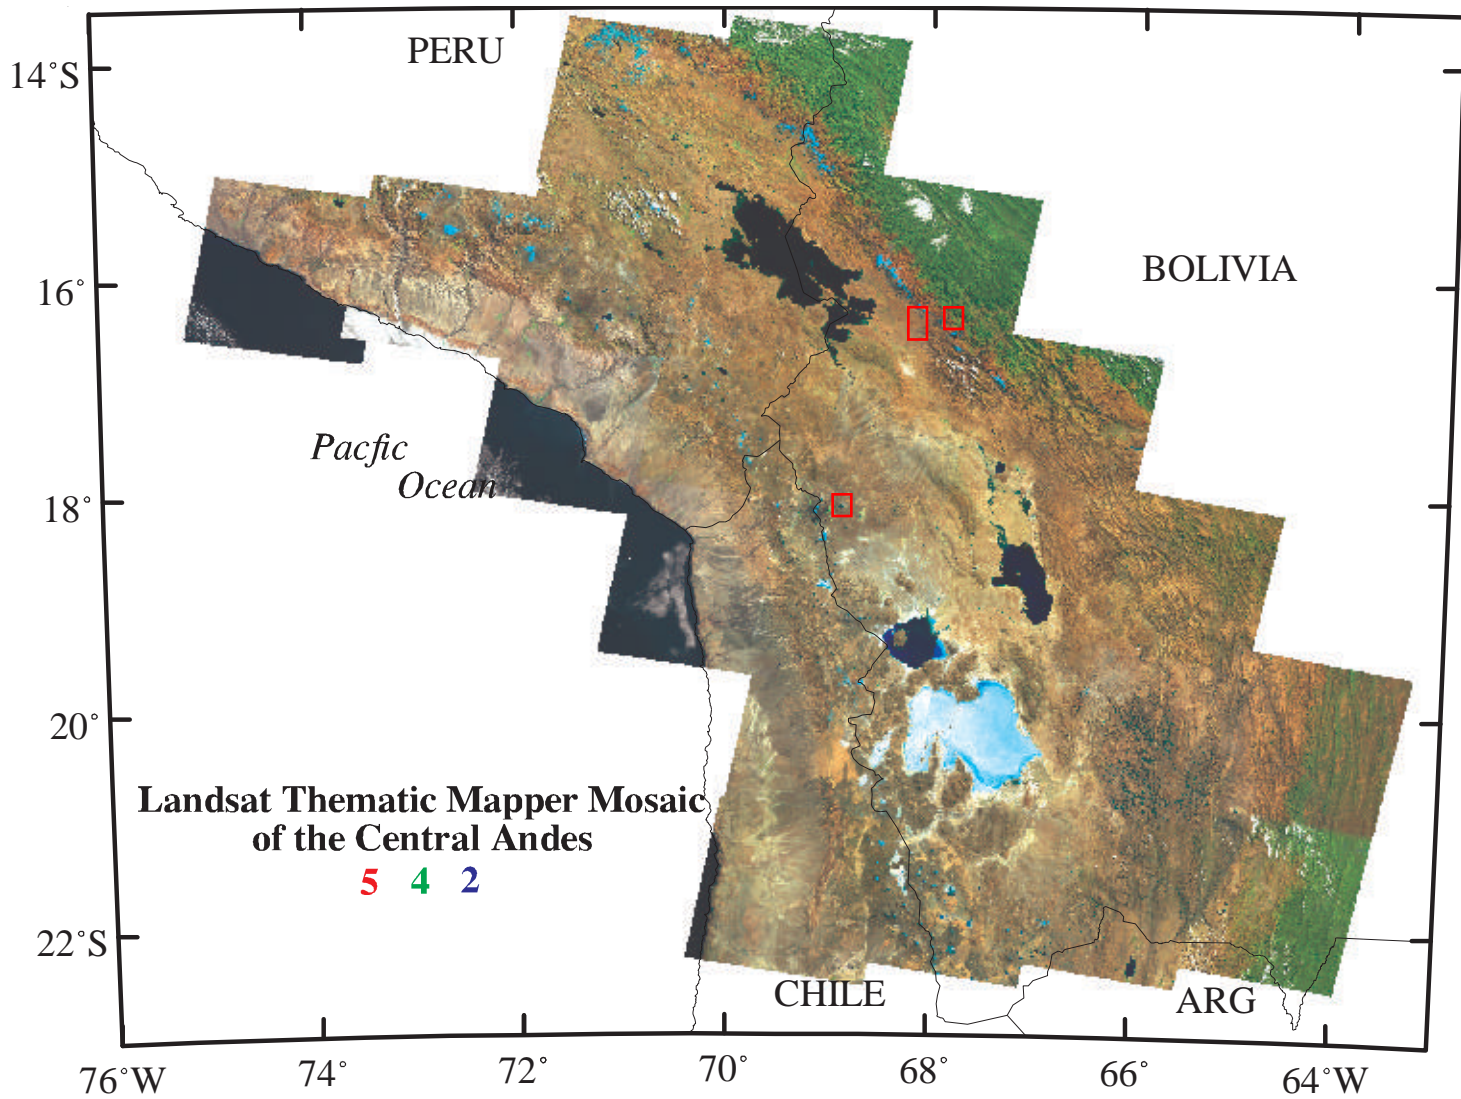 PERU
14°S
BOLIVIA
16°
Pacfic
Ocean
18°
20°
Landsat Thematic Mapper Mosaic
of the Central Andes
5 4 2
22°S
CHILE
ARG
76°W 74° 72° 70° 68° 66° 64°W